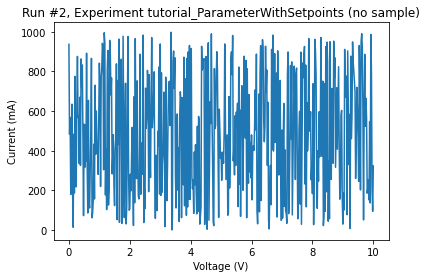 Run #2, Experiment tutorial_ParameterWithSetpoints (no sample)
1000
800
600
400
200
0
Current (mA)
0 2 4 6 8 10
Voltage (V)